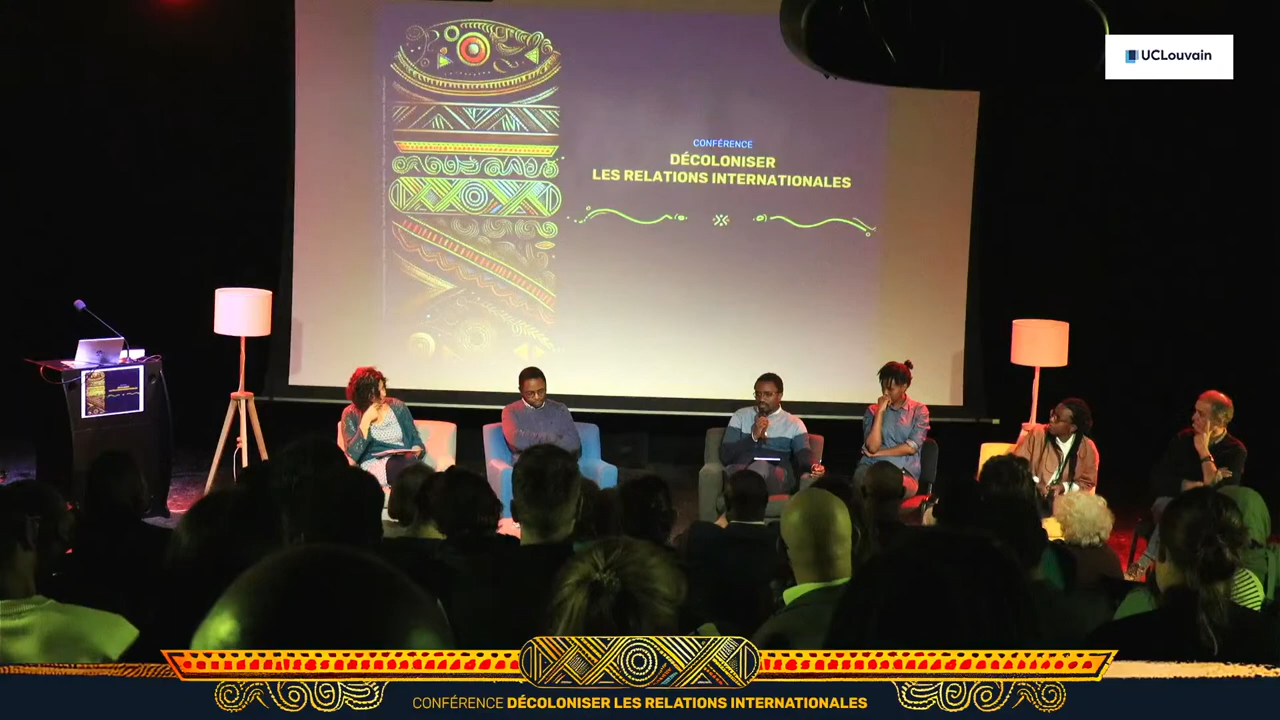 UCLouvain
CONFÉRENCE
DÉCOLONISER
LES RELATIONS INTERNATIONALES
CONFÉRENCE DÉCOLONISER LES RELATIONS INTERNATIONALES